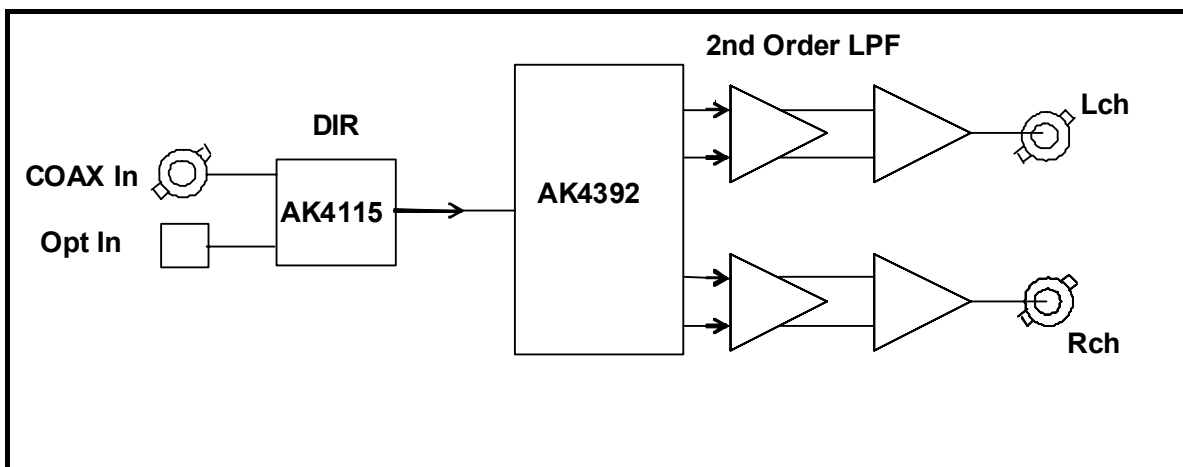 2nd Order LPF
Lch
DIR
COAX In
AK4115
AK4392
Opt In
Rch